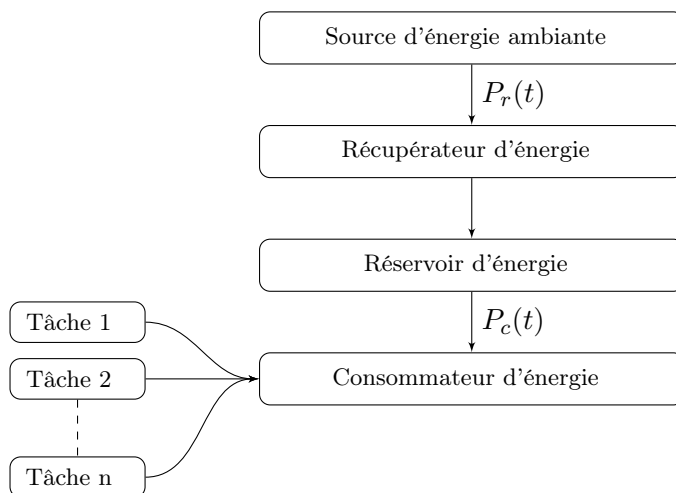 Source d'énergie ambiante
P_r(t)
Récupérateur d'énergie
Réservoir d'énergie
P_c(t)
Consommateur d'énergie
Tâche 1
Tâche 2
Tâche n